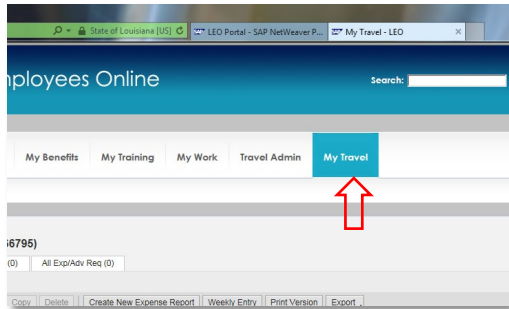 State of Louisiana [US] LEO Portal - SAP NetWeaver P... My Travel - LEO
Employees Online
Search:
My Benefits My Training My Work Travel Admin My Travel
6795)
(0) All Exp/Adv Req (0)
Copy Delete Create New Expense Report Weekly Entry Print Version Export